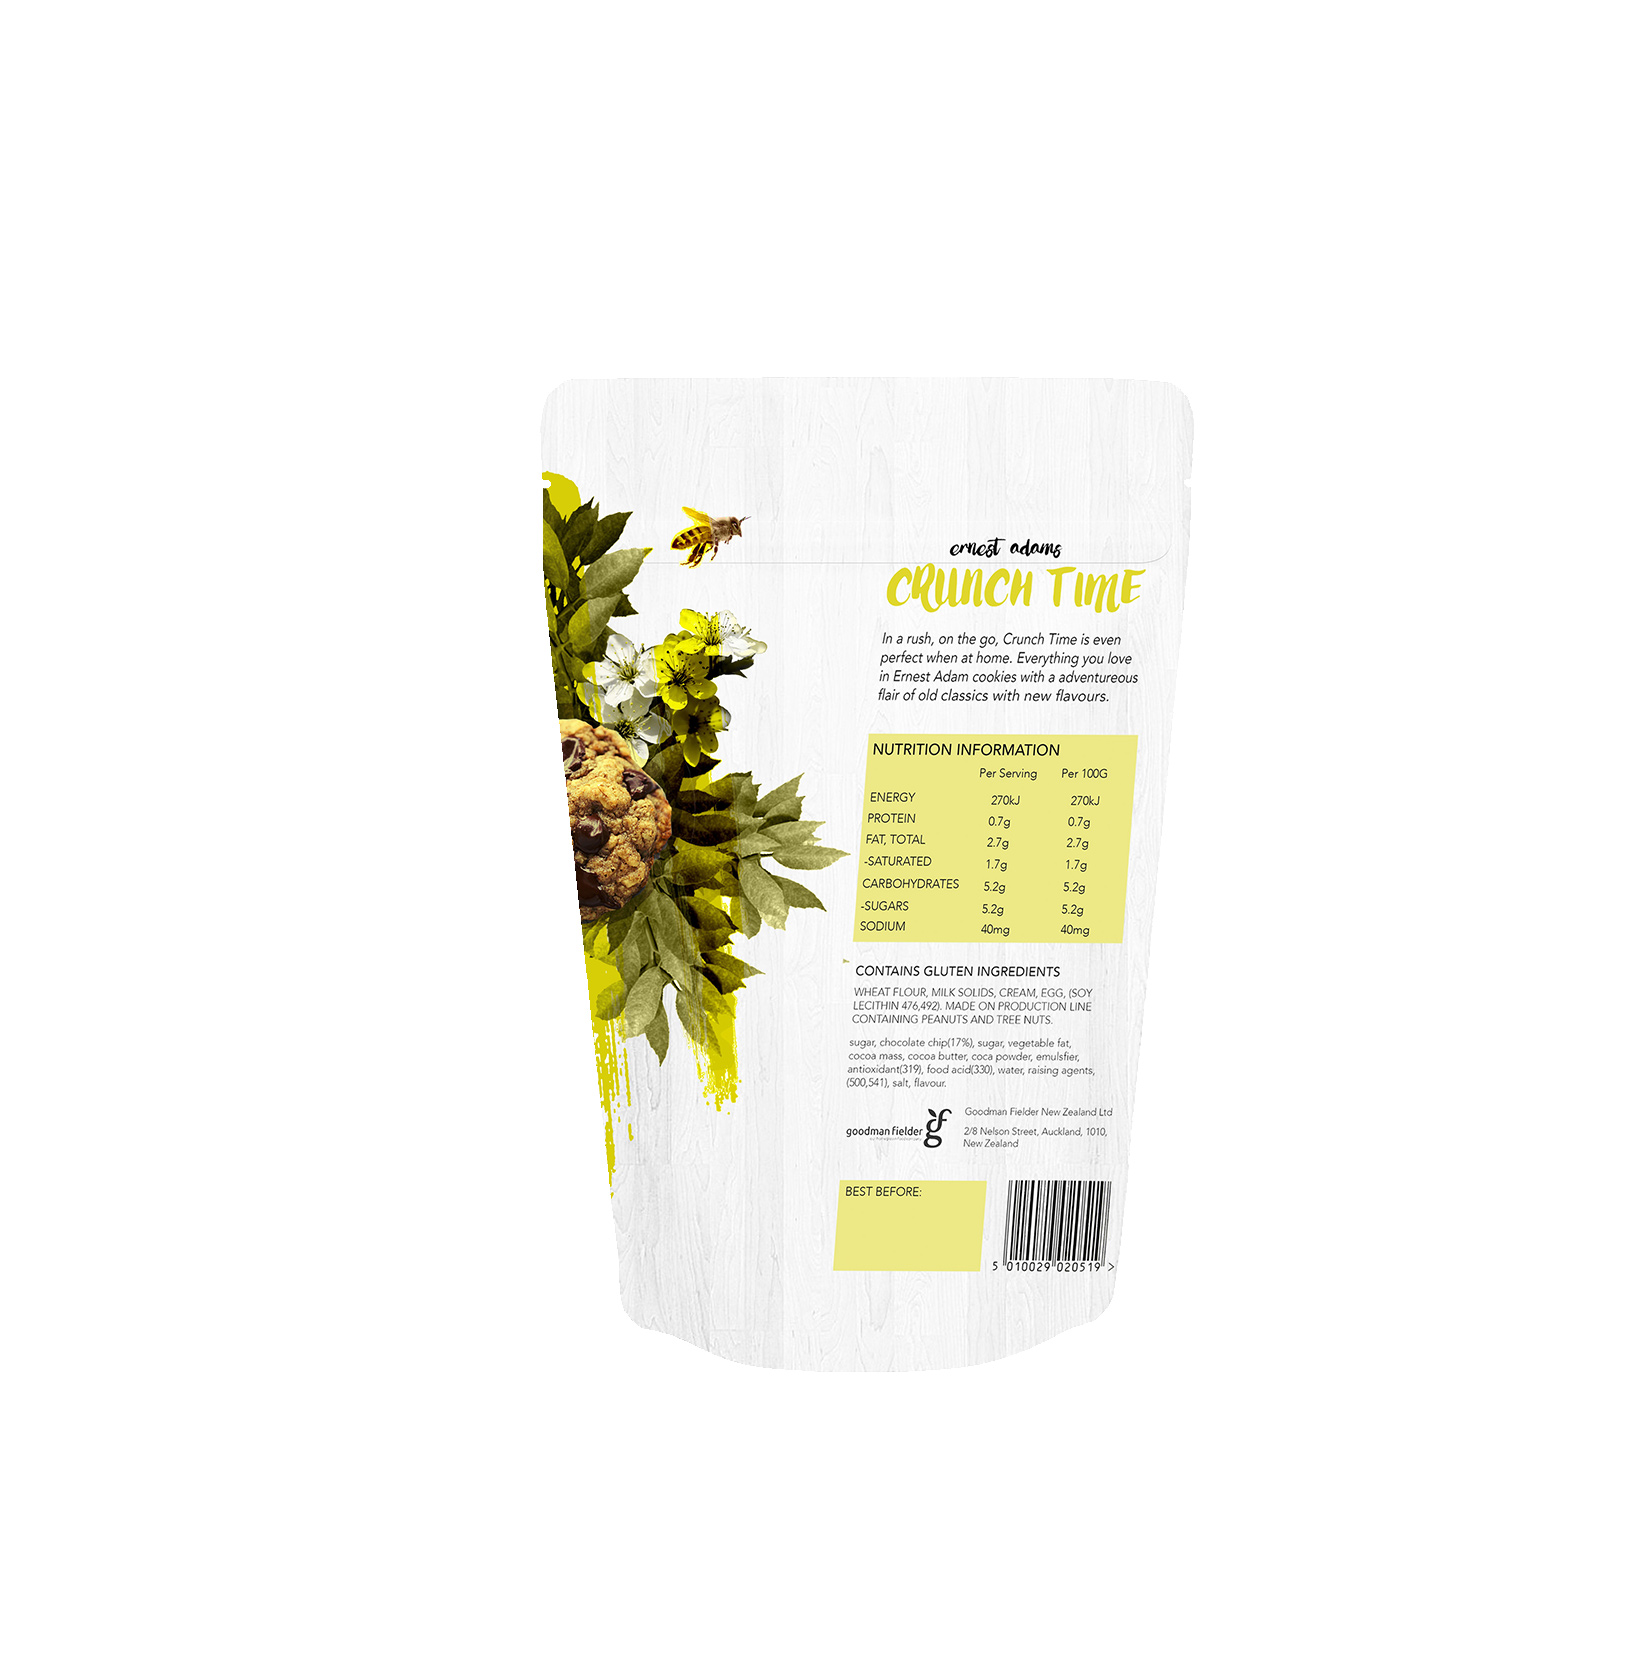 ernest adams
CRUNCH TIME
In a rush, on the go, Crunch Time is even
perfect when at home. Everything you love
in Ernest Adam cookies with a adventureous
flair of old classics with new flavours.
NUTRITION INFORMATION
Per Serving Per 100G
ENERGY 270kJ 270kJ
PROTEIN 0.7g 0.7g
FAT, TOTAL 2.7g 2.7g
-SATURATED 1.7g 1.7g
CARBOHYDRATES 5.2g 5.2g
-SUGARS 5.2g 5.2g
SODIUM 40mg 40mg
CONTAINS GLUTEN INGREDIENTS
WHEAT FLOUR, MILK SOLIDS, CREAM, EGG, (SOY
LECITHIN 476,492). MADE ON PRODUCTION LINE
CONTAINING PEANUTS AND TREE NUTS.
sugar, chocolate chip(17%), sugar, vegetable fat,
cocoa mass, cocoa butter, coca powder, emulsfier,
antioxidant(319), food acid(330), water, raising agents,
(500,541), salt, flavour.
goodman fielder gf
Goodman Fielder New Zealand Ltd
2/8 Nelson Street, Auckland, 1010,
New Zealand
BEST BEFORE:
5 010029 020519 >